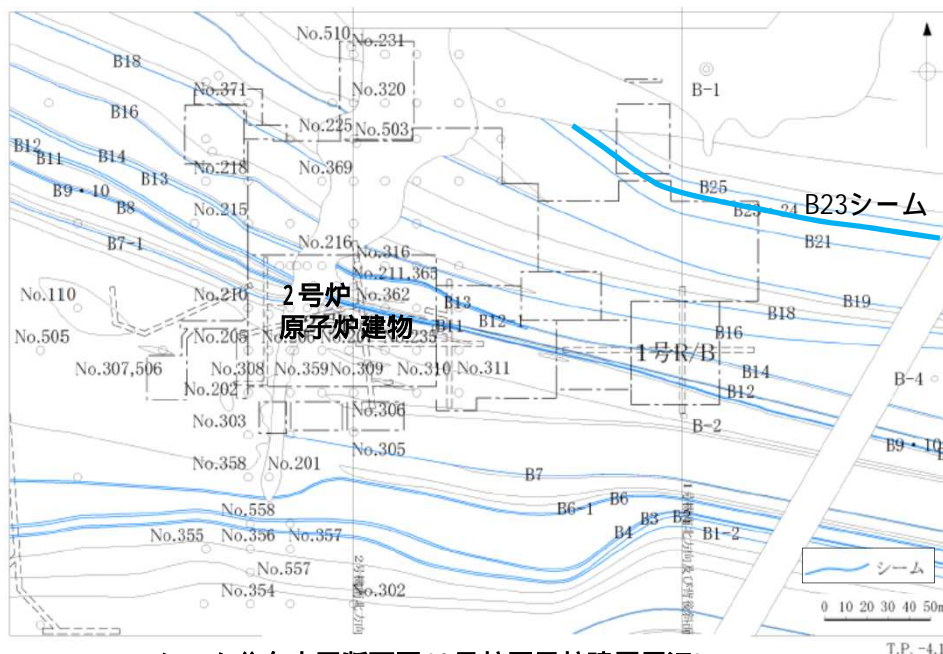 No.510
No.231
B18
No.371
No.320
B-1
B16
No.225
No.503
B12
B11
B14
No.218
No.369
B13
B9・10
B25
B8
No.215
B23
24
B23シーム
B7-1
No.216
No.316
B21
No.211,365
No.110
No.210
2号炉
No.362
B13
B19
原子炉建物
B11
B12-1
B18
No.505
No.205
No.235
B16
1号R/B
No.307,506
No.308
No.359
No.309
No.310
No.311
B14
B-4
No.202
B12
No.303
No.306
B-2
No.305
B9・10
No.358
No.201
B7
No.558
B6-1
B6
B3
B2
No.355
No.356
No.357
B4
B1-2
No.557
シーム
No.354
No.302
0 10 20 30 40 50m
T.P.